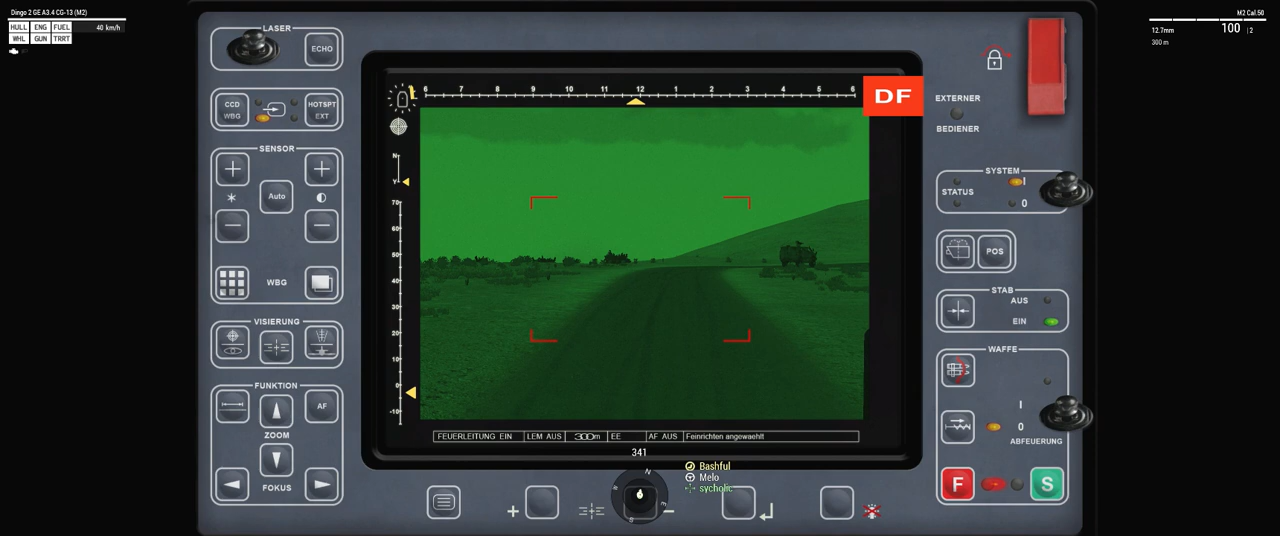 Dingo 2 GE A3.4 CG-13 (M2)
HULL ENG FUEL 40 km/h
WHL GUN TRRT
M2 Cal.50
12.7mm 100 |2
300 m
LASER
ECHO
CCD WBG
HOTSPT EXT
SENSOR
Auto
WBG
VISIERUNG
FUNKTION
AF
ZOOM
FOKUS
6 7 8 9 10 11 12 1 2 3 4 5 6
DF
N
Y
70
60
50
40
30
20
10
0
-10
FEUERLEITUNG EIN LEM AUS 300m EE AF AUS Feinrichten angewaehlt
341
Bashful
Melo
sycholic
N
E
S
EXTERNER
BEDIENER
SYSTEM
STATUS
I
0
POS
STAB
AUS
EIN
WAFFE
I
0
ABFEUERUNG
F
S